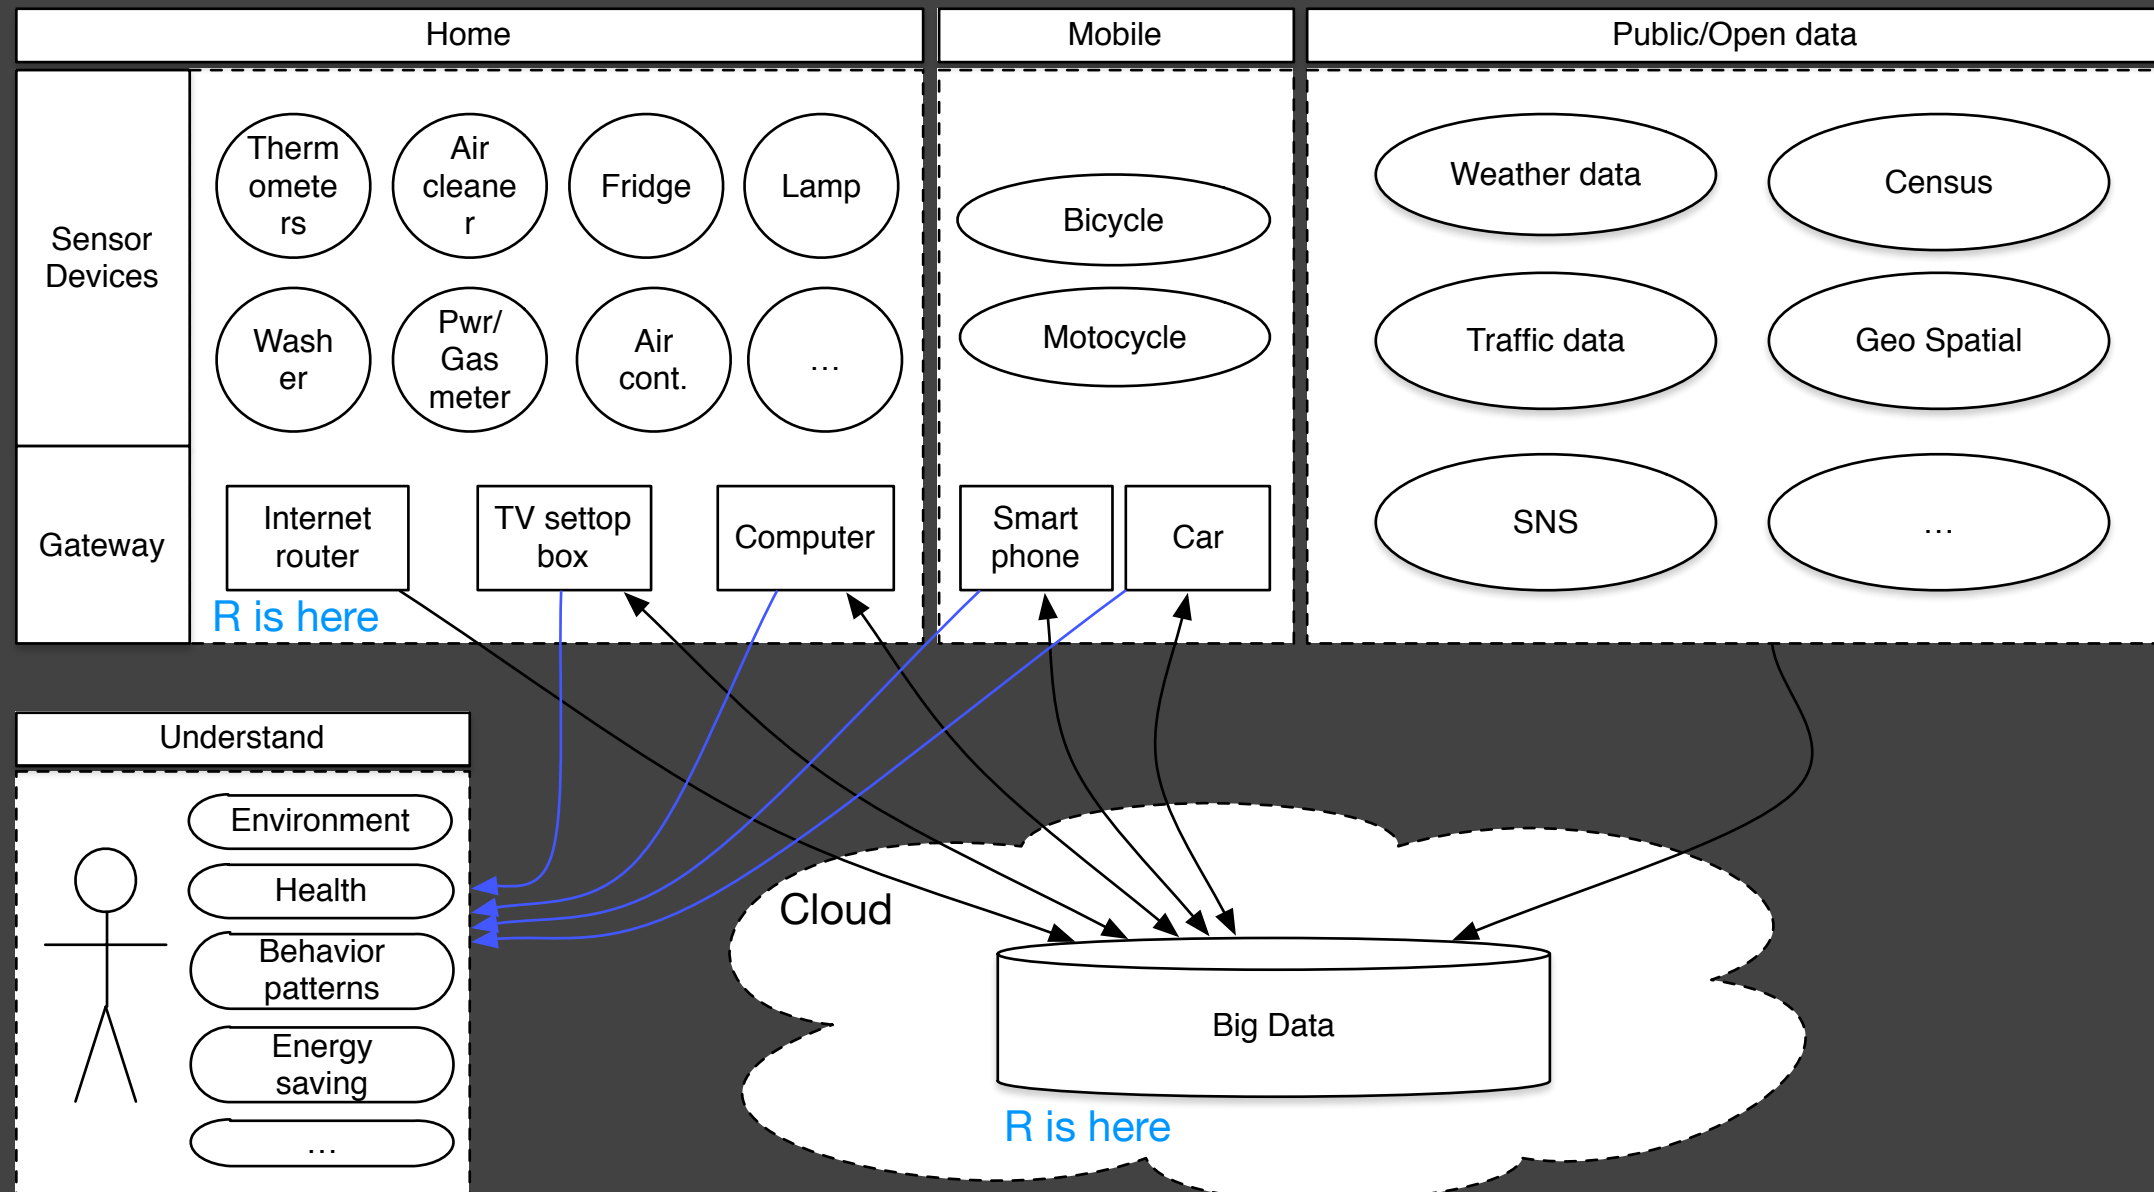 Home
Mobile
Public/Open data
Sensor
Devices
Therm
omete
rs
Air
cleane
r
Fridge
Lamp
Wash
er
Pwr/
Gas
meter
Air
cont.
…
Bicycle
Motocycle
Weather data
Census
Traffic data
Geo Spatial
SNS
…
Gateway
Internet
router
TV settop
box
Computer
Smart
phone
Car
R is here
Understand
Environment
Health
Behavior
patterns
Energy
saving
…
Cloud
Big Data
R is here